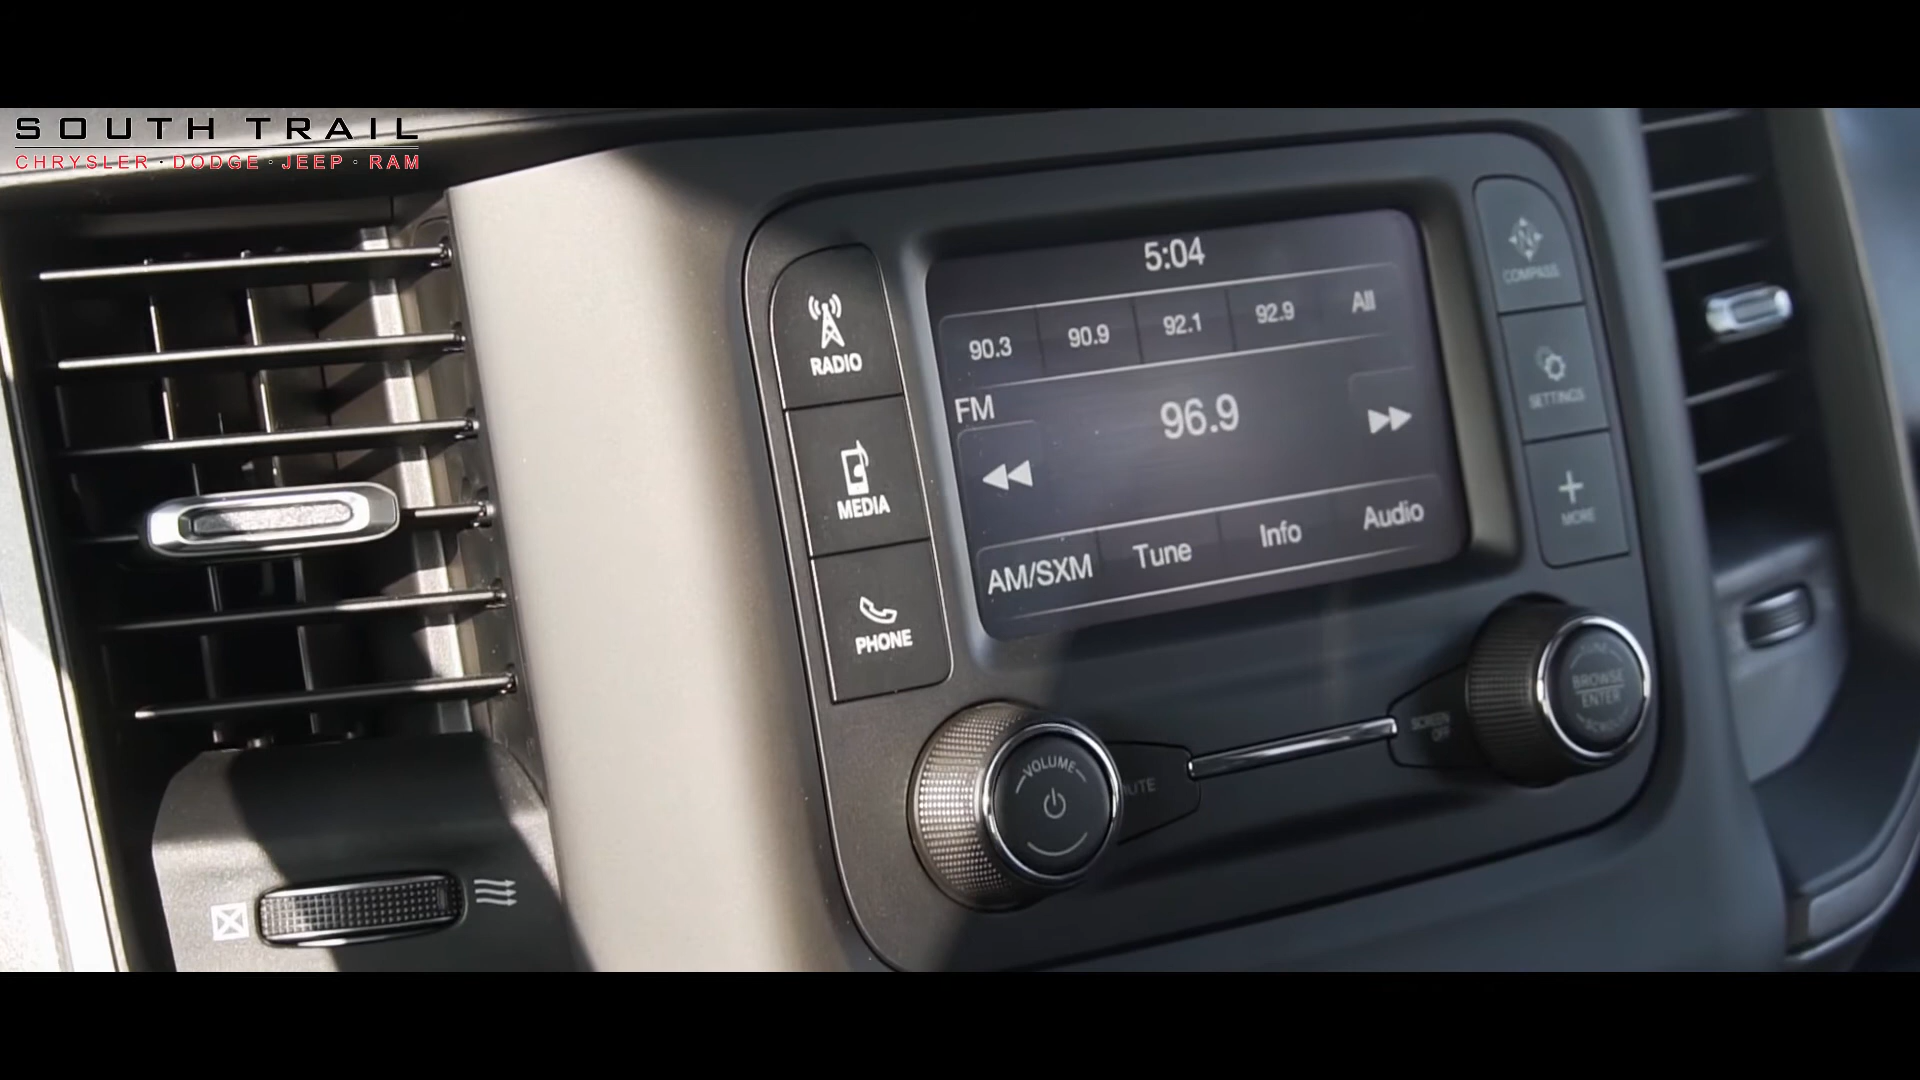 SOUTH TRAIL
CHRYSLER · DODGE · JEEP · RAM
5:04
90.3 90.9 92.1 92.9 All
FM
96.9
AM/SXM Tune Info Audio
RADIO
MEDIA
PHONE
COMPASS
SETTINGS
MORE
VOLUME
SCREEN
OFF
BROWSE
ENTER